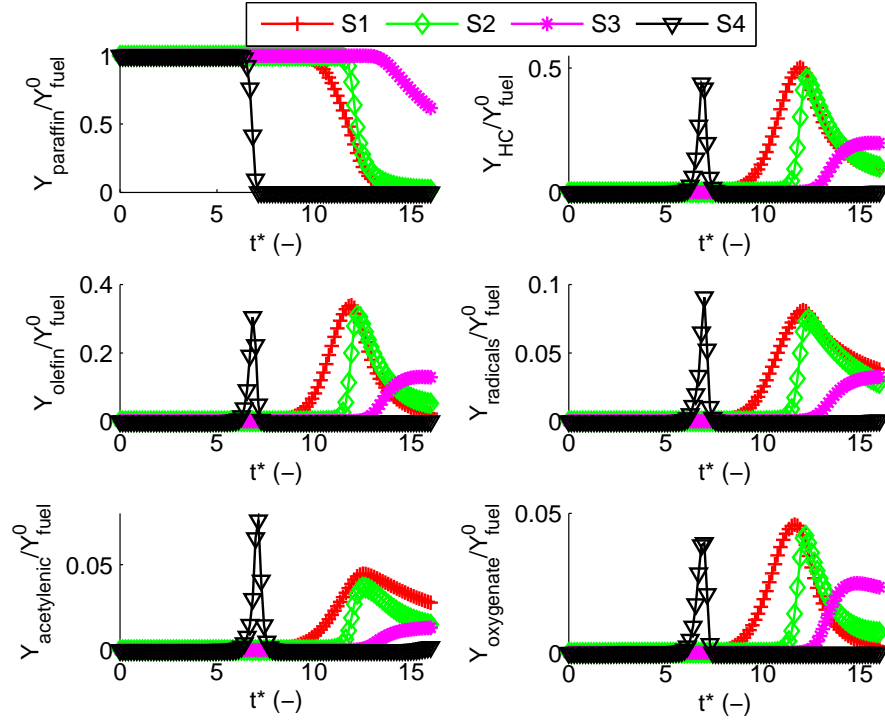 S1 S2 S3 S4
Y_paraffin/Y^0_fuel
1
0.5
0
0 5 10 15
t* (−)
Y_HC/Y^0_fuel
0.5
0
0 5 10 15
t* (−)
Y_olefin/Y^0_fuel
0.4
0.2
0
0 5 10 15
t* (−)
Y_radicals/Y^0_fuel
0.1
0.05
0
0 5 10 15
t* (−)
Y_acetylenic/Y^0_fuel
0.05
0
0 5 10 15
t* (−)
Y_oxygenate/Y^0_fuel
0.05
0
0 5 10 15
t* (−)